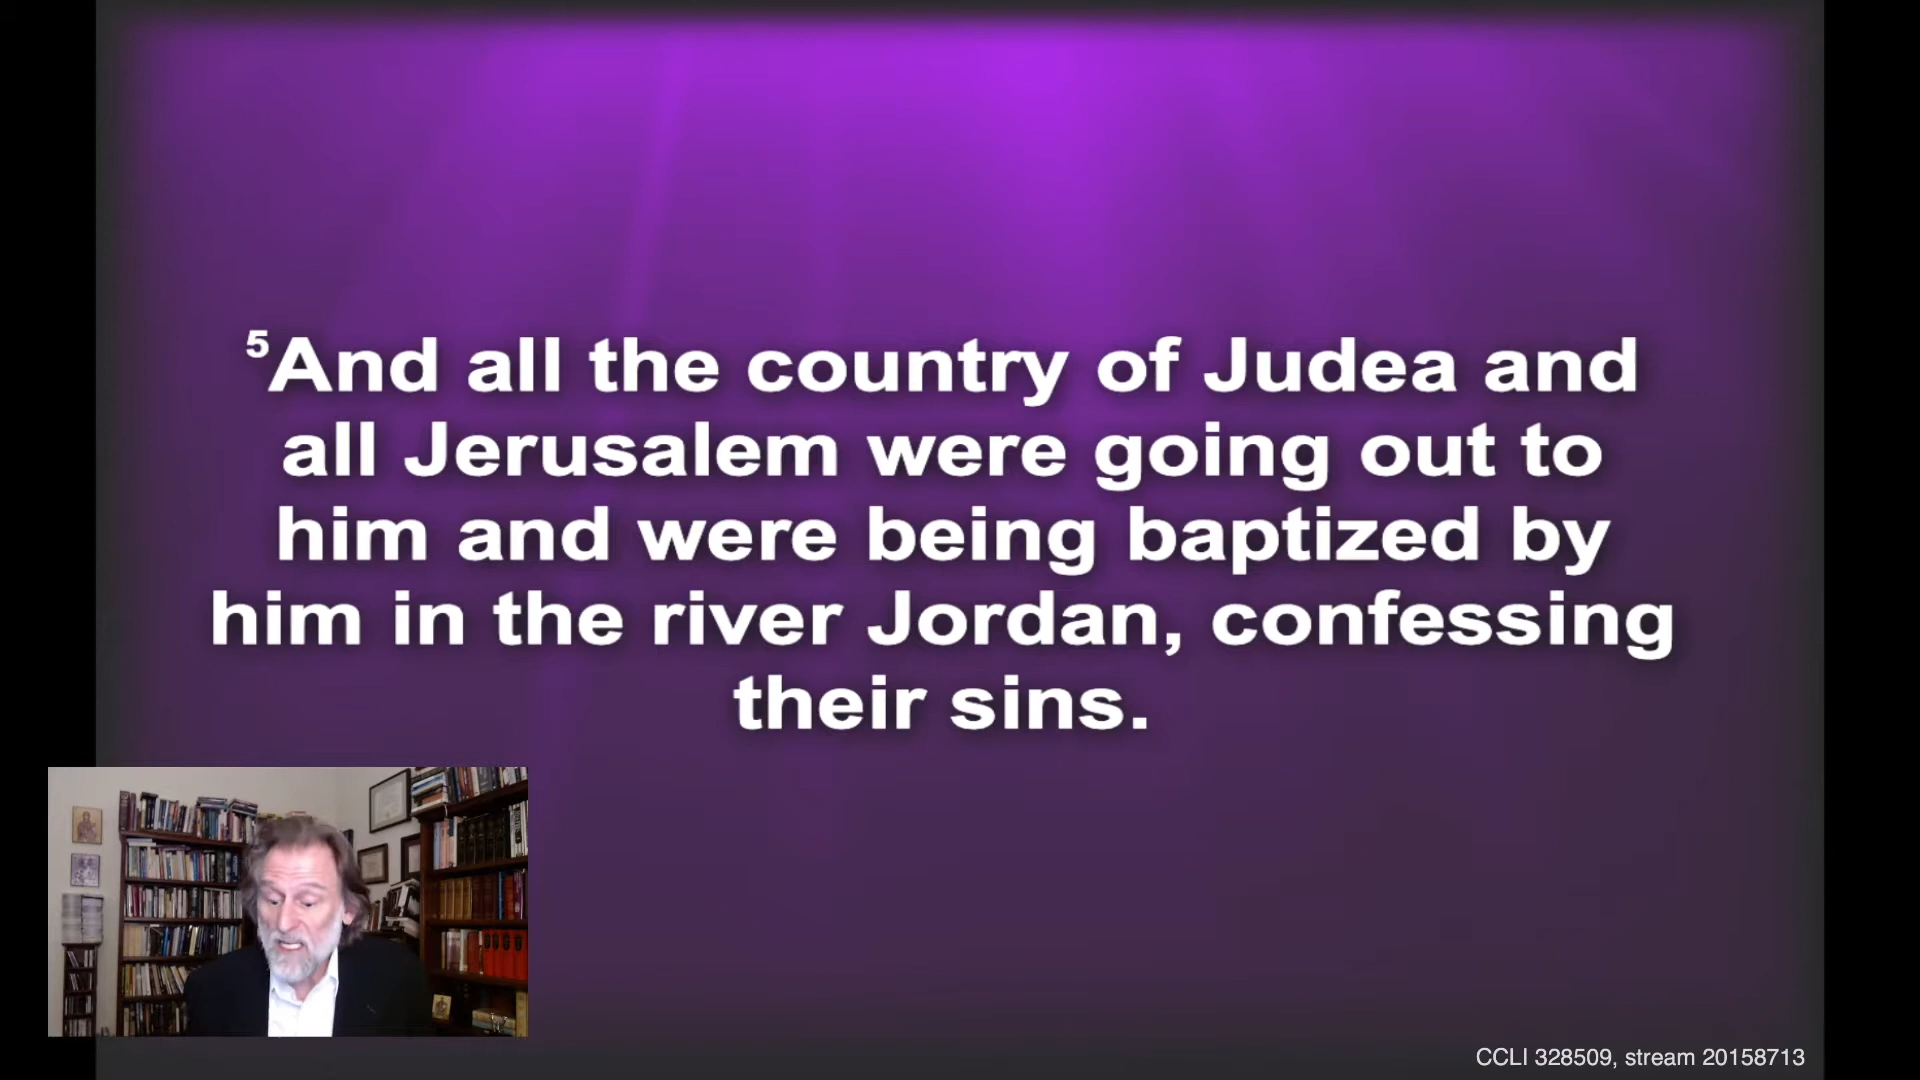 ⁵And all the country of Judea and
all Jerusalem were going out to
him and were being baptized by
him in the river Jordan, confessing
their sins.
CCLI 328509, stream 20158713